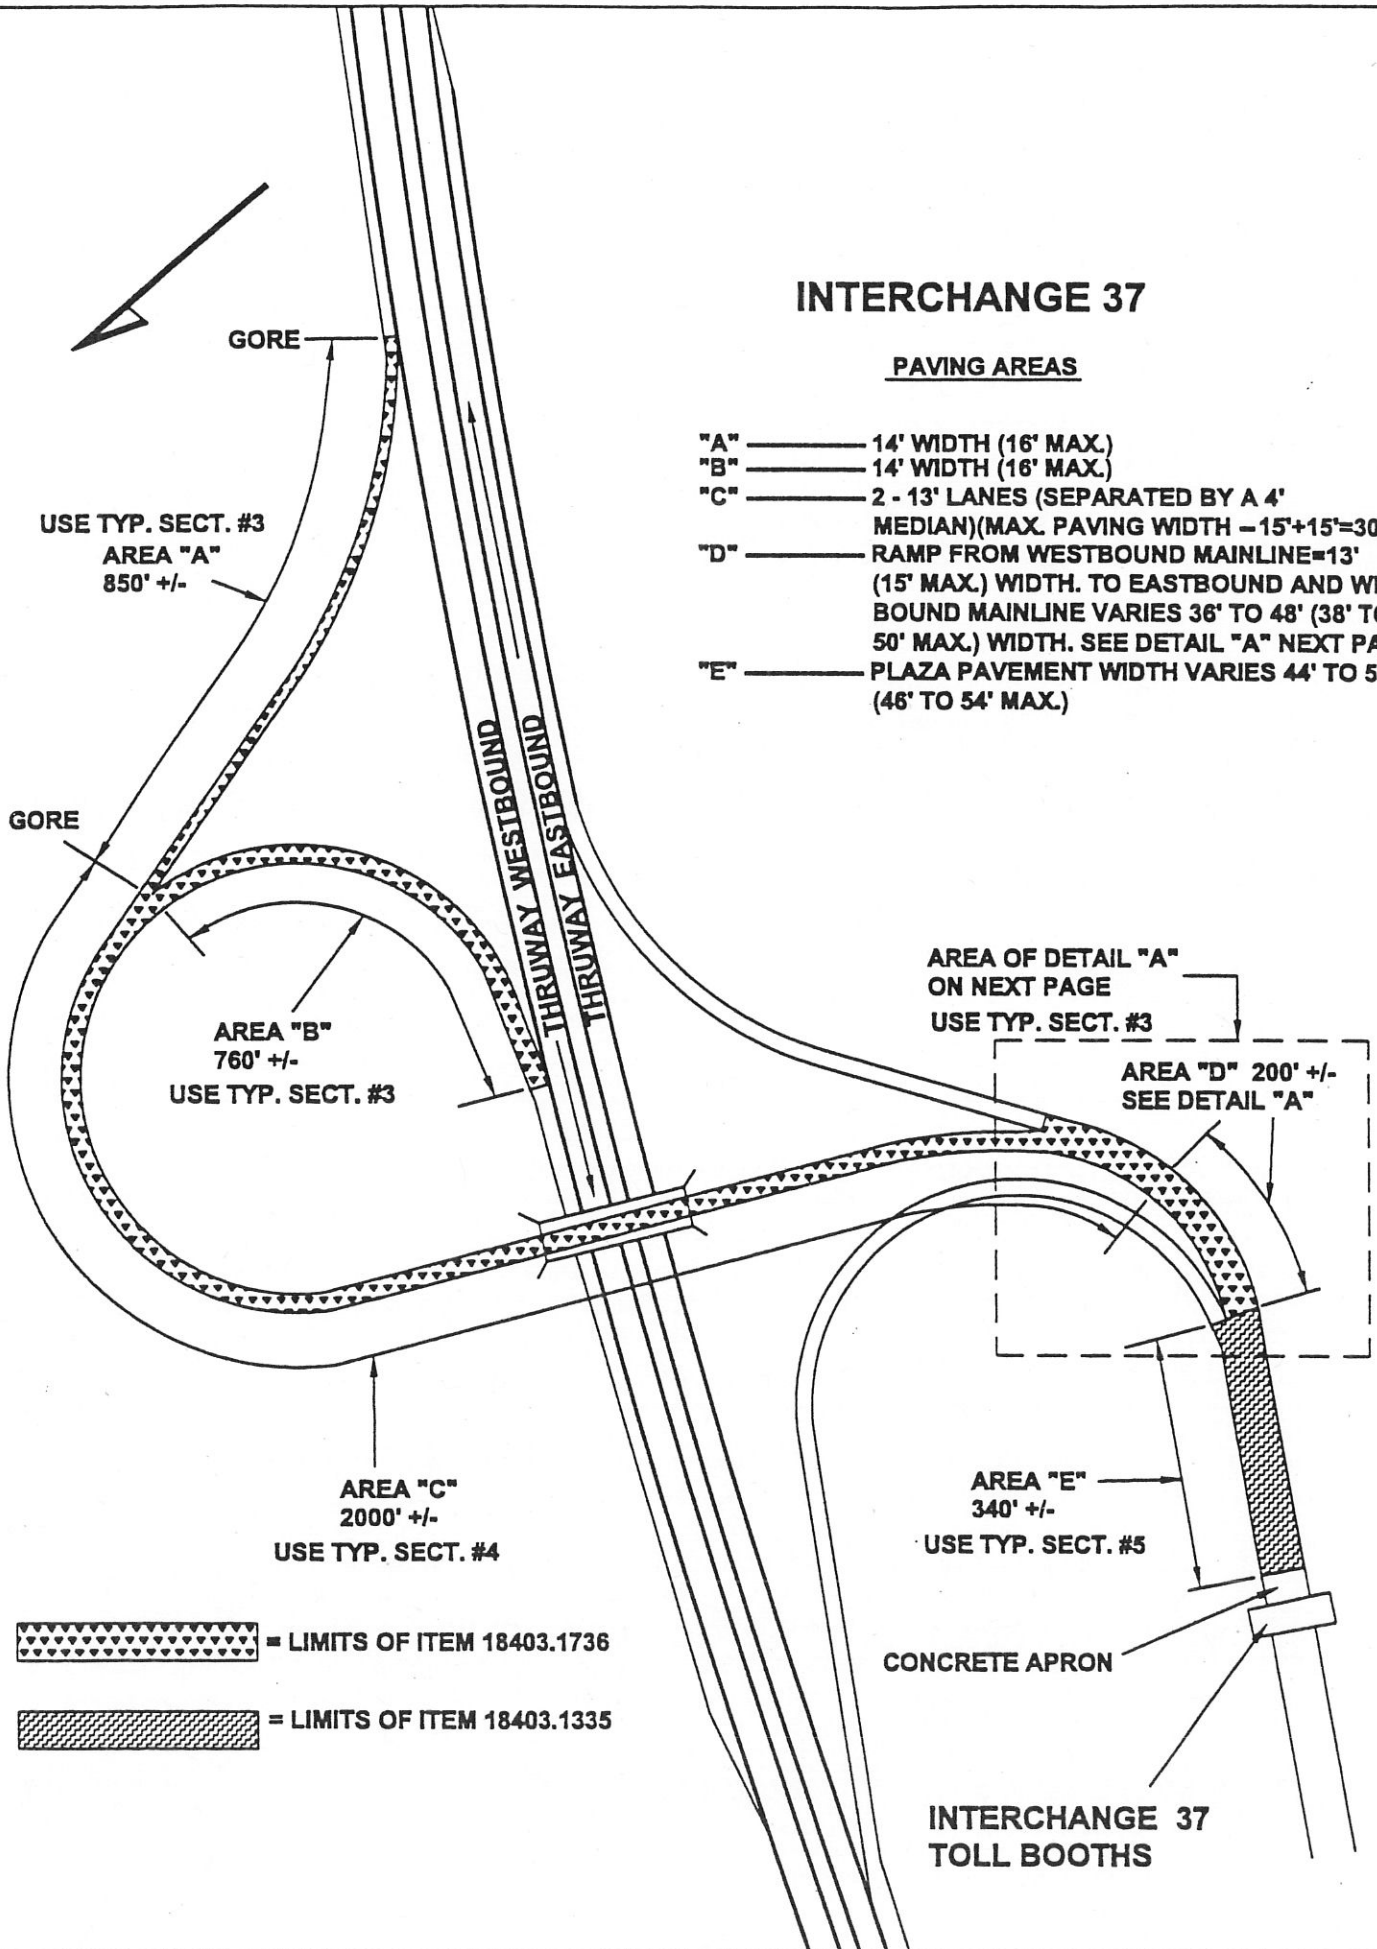 INTERCHANGE 37
PAVING AREAS
"A" 14' WIDTH (16' MAX.)
"B" 14' WIDTH (16' MAX.)
"C" 2 - 13' LANES (SEPARATED BY A 4'
MEDIAN)(MAX. PAVING WIDTH -15'+15'=30
"D" RAMP FROM WESTBOUND MAINLINE=13'
(15' MAX.) WIDTH. TO EASTBOUND AND
BOUND MAINLINE VARIES 36' TO 48' (38'
50' MAX.) WIDTH. SEE DETAIL "A" NEXT
"E" PLAZA PAVEMENT WIDTH VARIES 44' TO
(46' TO 54' MAX.)
GORE
USE TYP. SECT. #3
AREA "A"
850' +/-
GORE
THRUWAY WESTBOUND
THRUWAY EASTBOUND
AREA "B"
760' +/-
USE TYP. SECT. #3
AREA OF DETAIL "A"
ON NEXT PAGE
USE TYP. SECT. #3
AREA "D" 200' +/-
SEE DETAIL "A"
AREA "C"
2000' +/-
USE TYP. SECT. #4
AREA "E"
340' +/-
USE TYP. SECT. #5
= LIMITS OF ITEM 18403.1736
= LIMITS OF ITEM 18403.1335
CONCRETE APRON
INTERCHANGE 37
TOLL BOOTHS